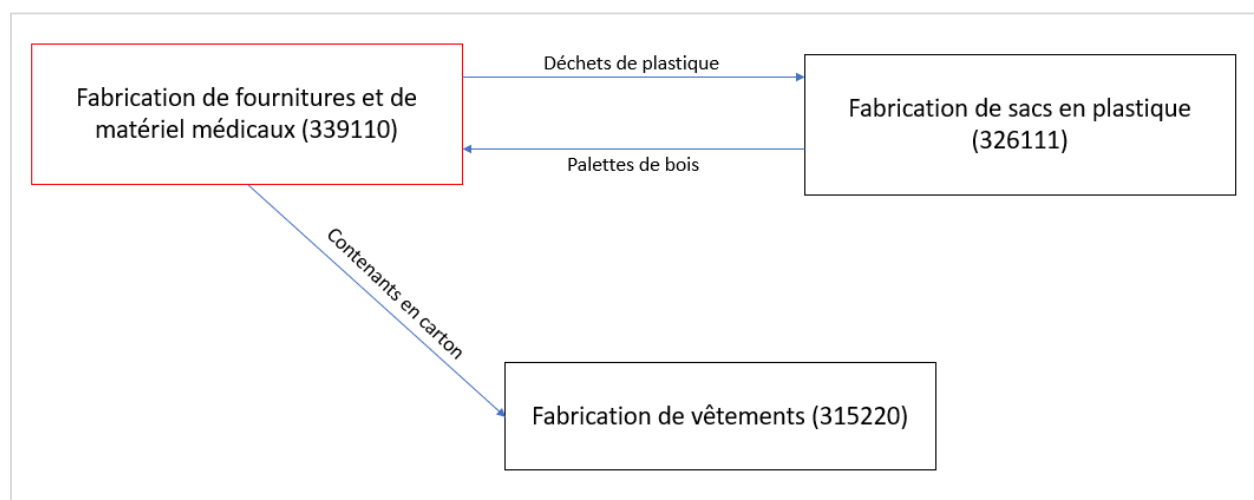 Fabrication de fournitures et de
matériel médicaux (339110)
Déchets de plastique
Palettes de bois
Fabrication de sacs en plastique
(326111)
Contenants en carton
Fabrication de vêtements (315220)